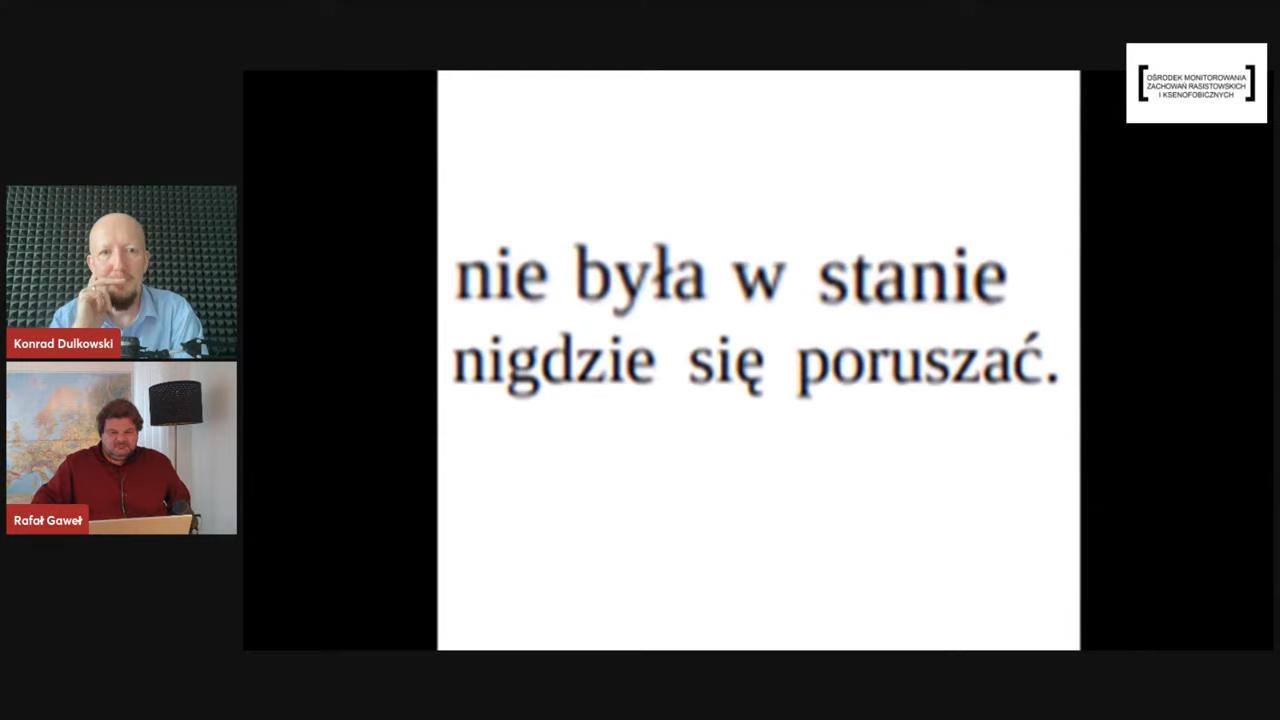 OŚRODEK MONITOROWANIA
ZACHOWAŃ RASISTOWSKICH
I KSENOFOBICZNYCH
nie była w stanie
nigdzie się poruszać.
Konrad Dulkowski
Rafał Gaweł